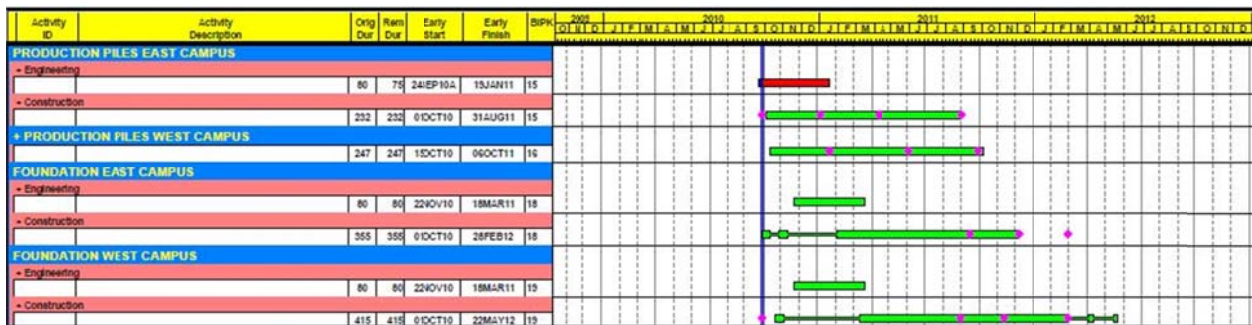 Activity ID Activity Description Orig Dur Rem Dur Early Start Early Finish BIPK 2009 2010 2011 2012
O N D J F M A M J J A S O N D J F M A M J J A S O N D J F M A M J J A S O N D
PRODUCTION PILES EAST CAMPUS
- Engineering
80 75 24SEP10A 19JAN11 15
- Construction
232 232 01OCT10 31AUG11 15
+ PRODUCTION PILES WEST CAMPUS
247 247 15OCT10 06OCT11 16
FOUNDATION EAST CAMPUS
- Engineering
80 80 22NOV10 18MAR11 18
- Construction
355 355 01OCT10 28FEB12 18
FOUNDATION WEST CAMPUS
- Engineering
80 80 22NOV10 18MAR11 19
- Construction
415 415 01OCT10 22MAY12 19